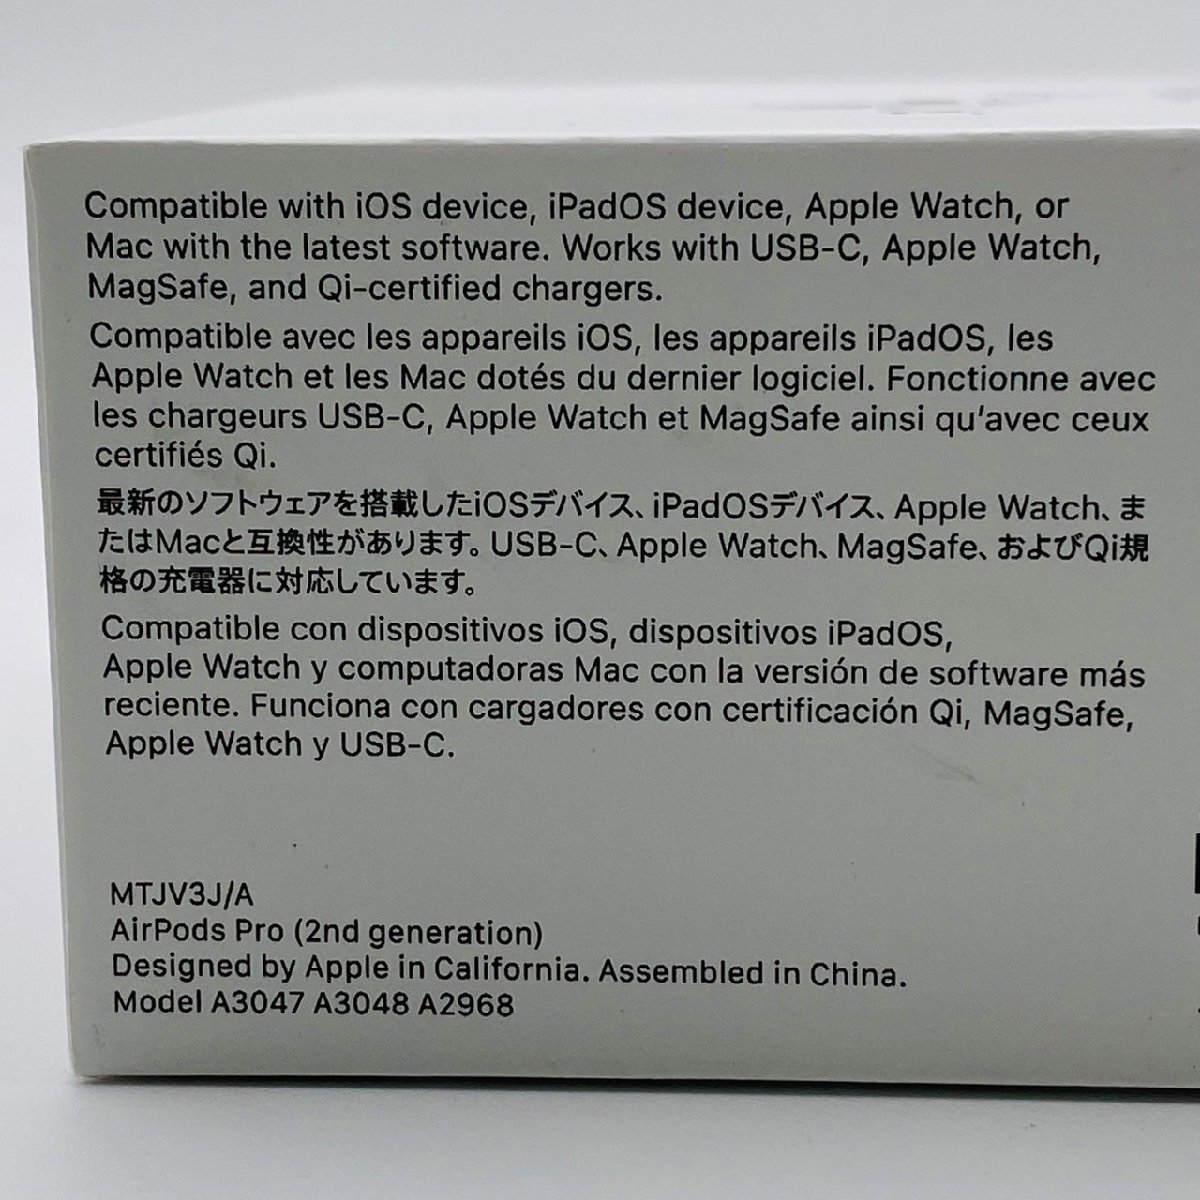 Compatible with iOS device, iPadOS device, Apple Watch, or
Mac with the latest software. Works with USB-C, Apple Watch,
MagSafe, and Qi-certified chargers.
Compatible avec les appareils iOS, les appareils iPadOS, les
Apple Watch et les Mac dotés du dernier logiciel. Fonctionne avec
les chargeurs USB-C, Apple Watch et MagSafe ainsi qu'avec ceux
certifiés Qi.
最新のソフトウェアを搭載したiOSデバイス、iPadOSデバイス、Apple Watch、ま
たはMacと互換性があります。USB-C、Apple Watch、MagSafe、およびQi規
格の充電器に対応しています。
Compatible con dispositivos iOS, dispositivos iPadOS,
Apple Watch y computadoras Mac con la versión de software más
reciente. Funciona con cargadores con certificación Qi, MagSafe,
Apple Watch y USB-C.
MTJV3J/A
AirPods Pro (2nd generation)
Designed by Apple in California. Assembled in China.
Model A3047 A3048 A2968